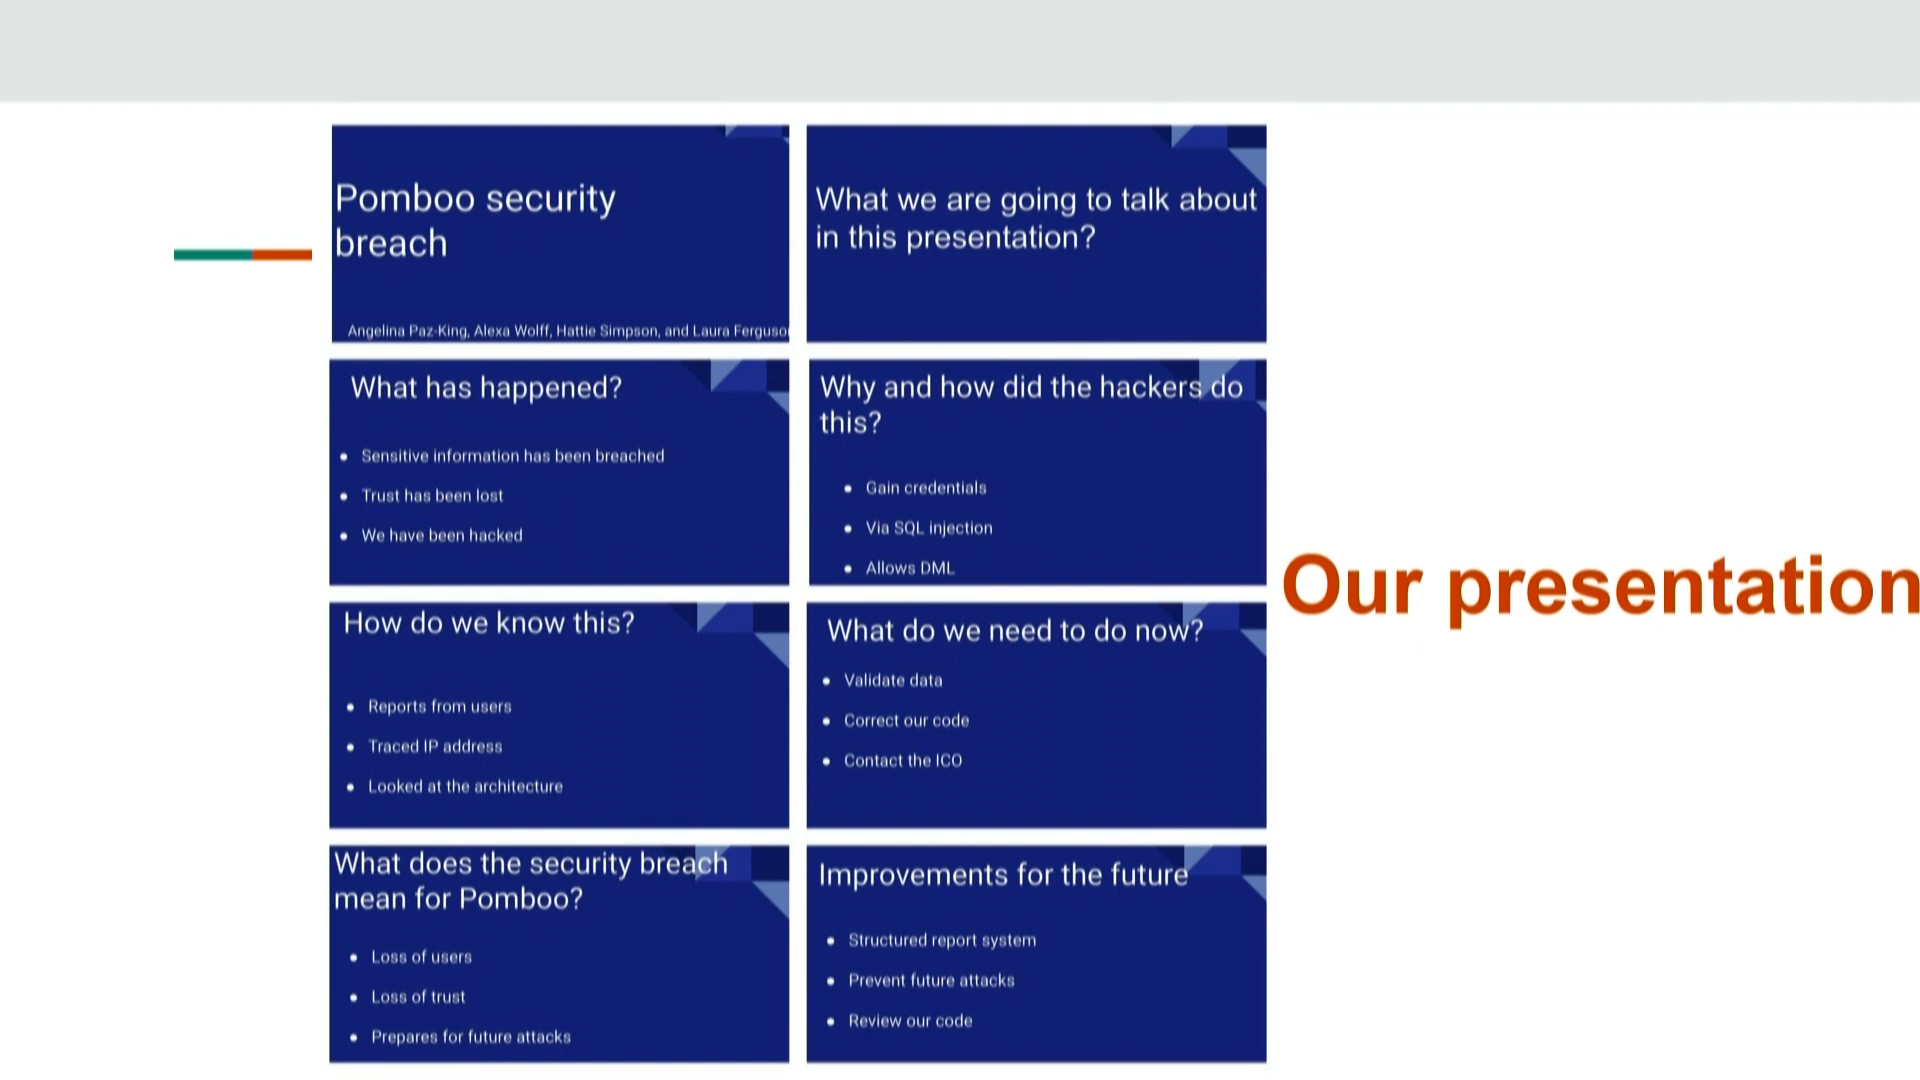 Pomboo security
breach
Angelina Paz-King, Alexa Wolff, Hattie Simpson, and Laura Ferguso
What we are going to talk about
in this presentation?
What has happened?
• Sensitive information has been breached
• Trust has been lost
• We have been hacked
Why and how did the hackers do
this?
• Gain credentials
• Via SQL injection
• Allows DML
How do we know this?
• Reports from users
• Traced IP address
• Looked at the architecture
What do we need to do now?
• Validate data
• Correct our code
• Contact the ICO
What does the security breach
mean for Pomboo?
• Loss of users
• Loss of trust
• Prepares for future attacks
Improvements for the future
• Structured report system
• Prevent future attacks
• Review our code
Our presentation